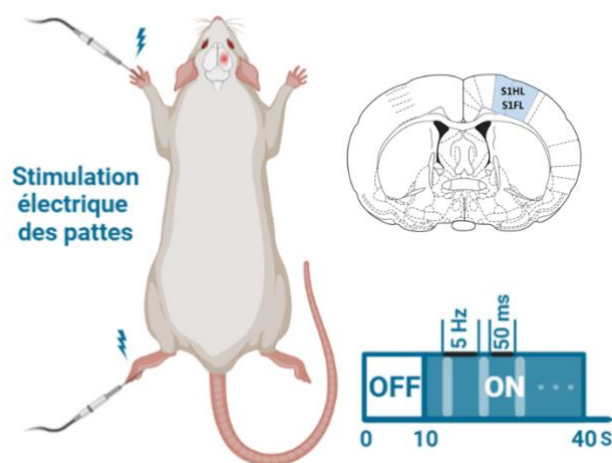 Stimulation
électrique
des pattes
S1HL
S1FL
5 Hz
50 ms
OFF
ON
0
10
40 S